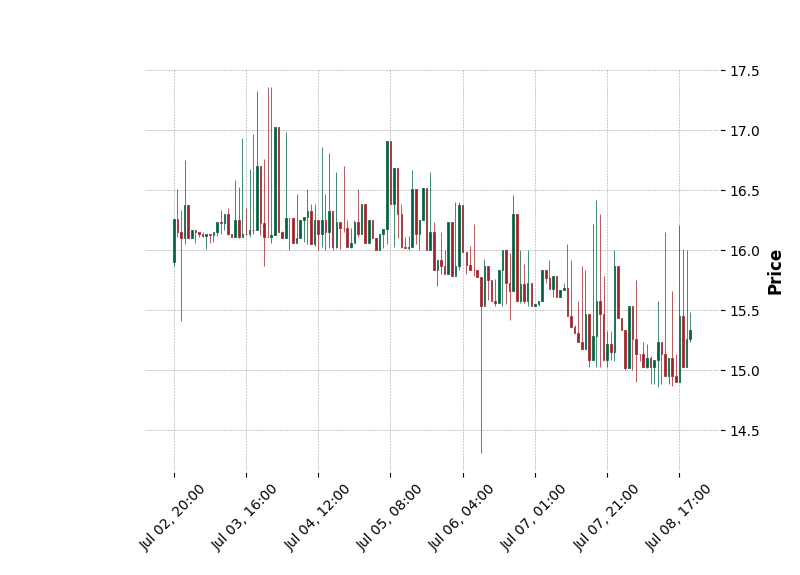 17.5
17.0
16.5
16.0
15.5
15.0
14.5
Price
Jul 02, 20:00
Jul 03, 16:00
Jul 04, 12:00
Jul 05, 08:00
Jul 06, 04:00
Jul 07, 01:00
Jul 07, 21:00
Jul 08, 17:00